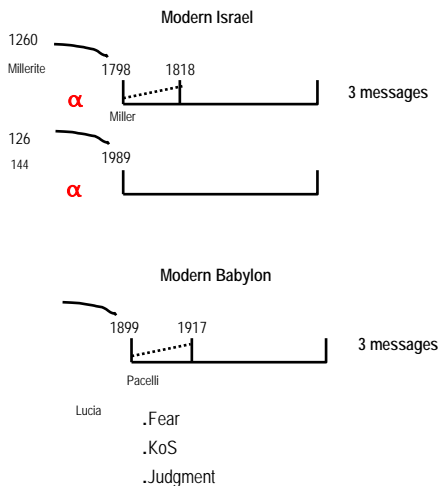 Modern Israel
1260
Millerite
1798 1818
α
3 messages
Miller
126
144
1989
α
Modern Babylon
1899 1917
3 messages
Pacelli
Lucia
.Fear
.KoS
.Judgment